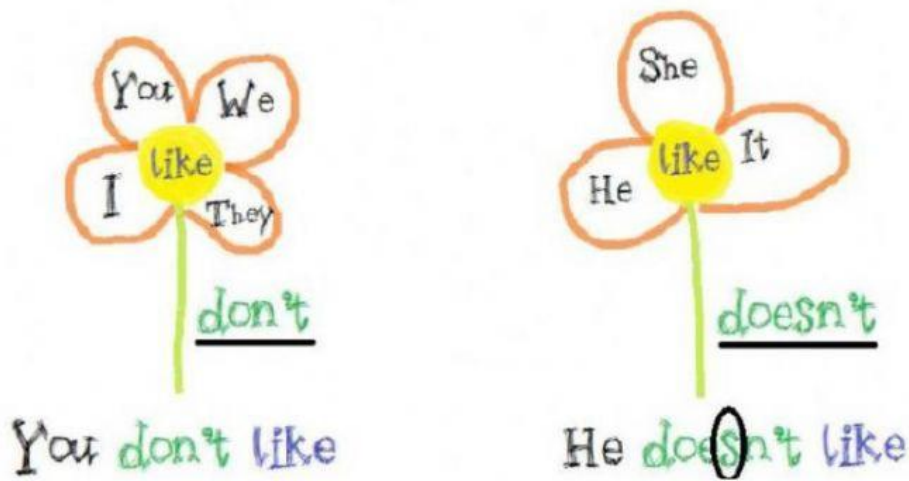 You We
like
I They
don't
You don't like
She
like It
He
doesn't
He doesn't like